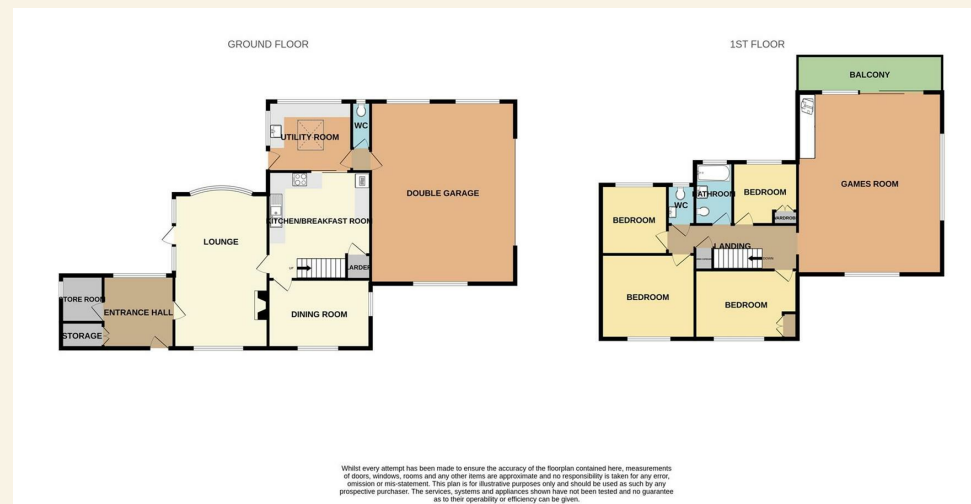 GROUND FLOOR
1ST FLOOR
BALCONY
WC
UTILITY ROOM
DOUBLE GARAGE
GAMES ROOM
KITCHEN/BREAKFAST ROOM
LOUNGE
BATHROOM
BEDROOM
WC
BEDROOM
WARDROBE
LANDING
DOWN
UP
LARDER
STORE ROOM
ENTRANCE HALL
DINING ROOM
STORAGE
BEDROOM
BEDROOM
Whilst every attempt has been made to ensure the accuracy of the floorplan contained here, measurements
of doors, windows, rooms and any other items are approximate and no responsibility is taken for any error,
omission or mis-statement. This plan is for illustrative purposes only and should be used as such by any
prospective purchaser. The services, systems and appliances shown have not been tested and no guarantee
as to their operability or efficiency can be given.